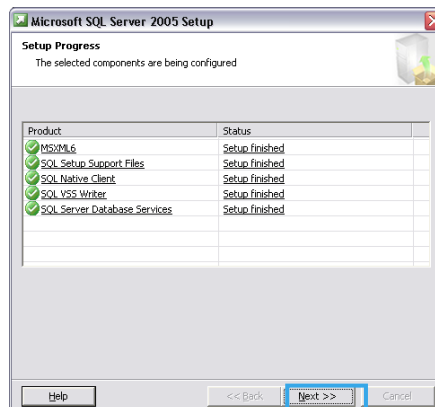 Microsoft SQL Server 2005 Setup
Setup Progress
The selected components are being configured
Product Status
MSXML6 Setup finished
SQL Setup Support Files Setup finished
SQL Native Client Setup finished
SQL VSS Writer Setup finished
SQL Server Database Services Setup finished
Help << Back Next >> Cancel